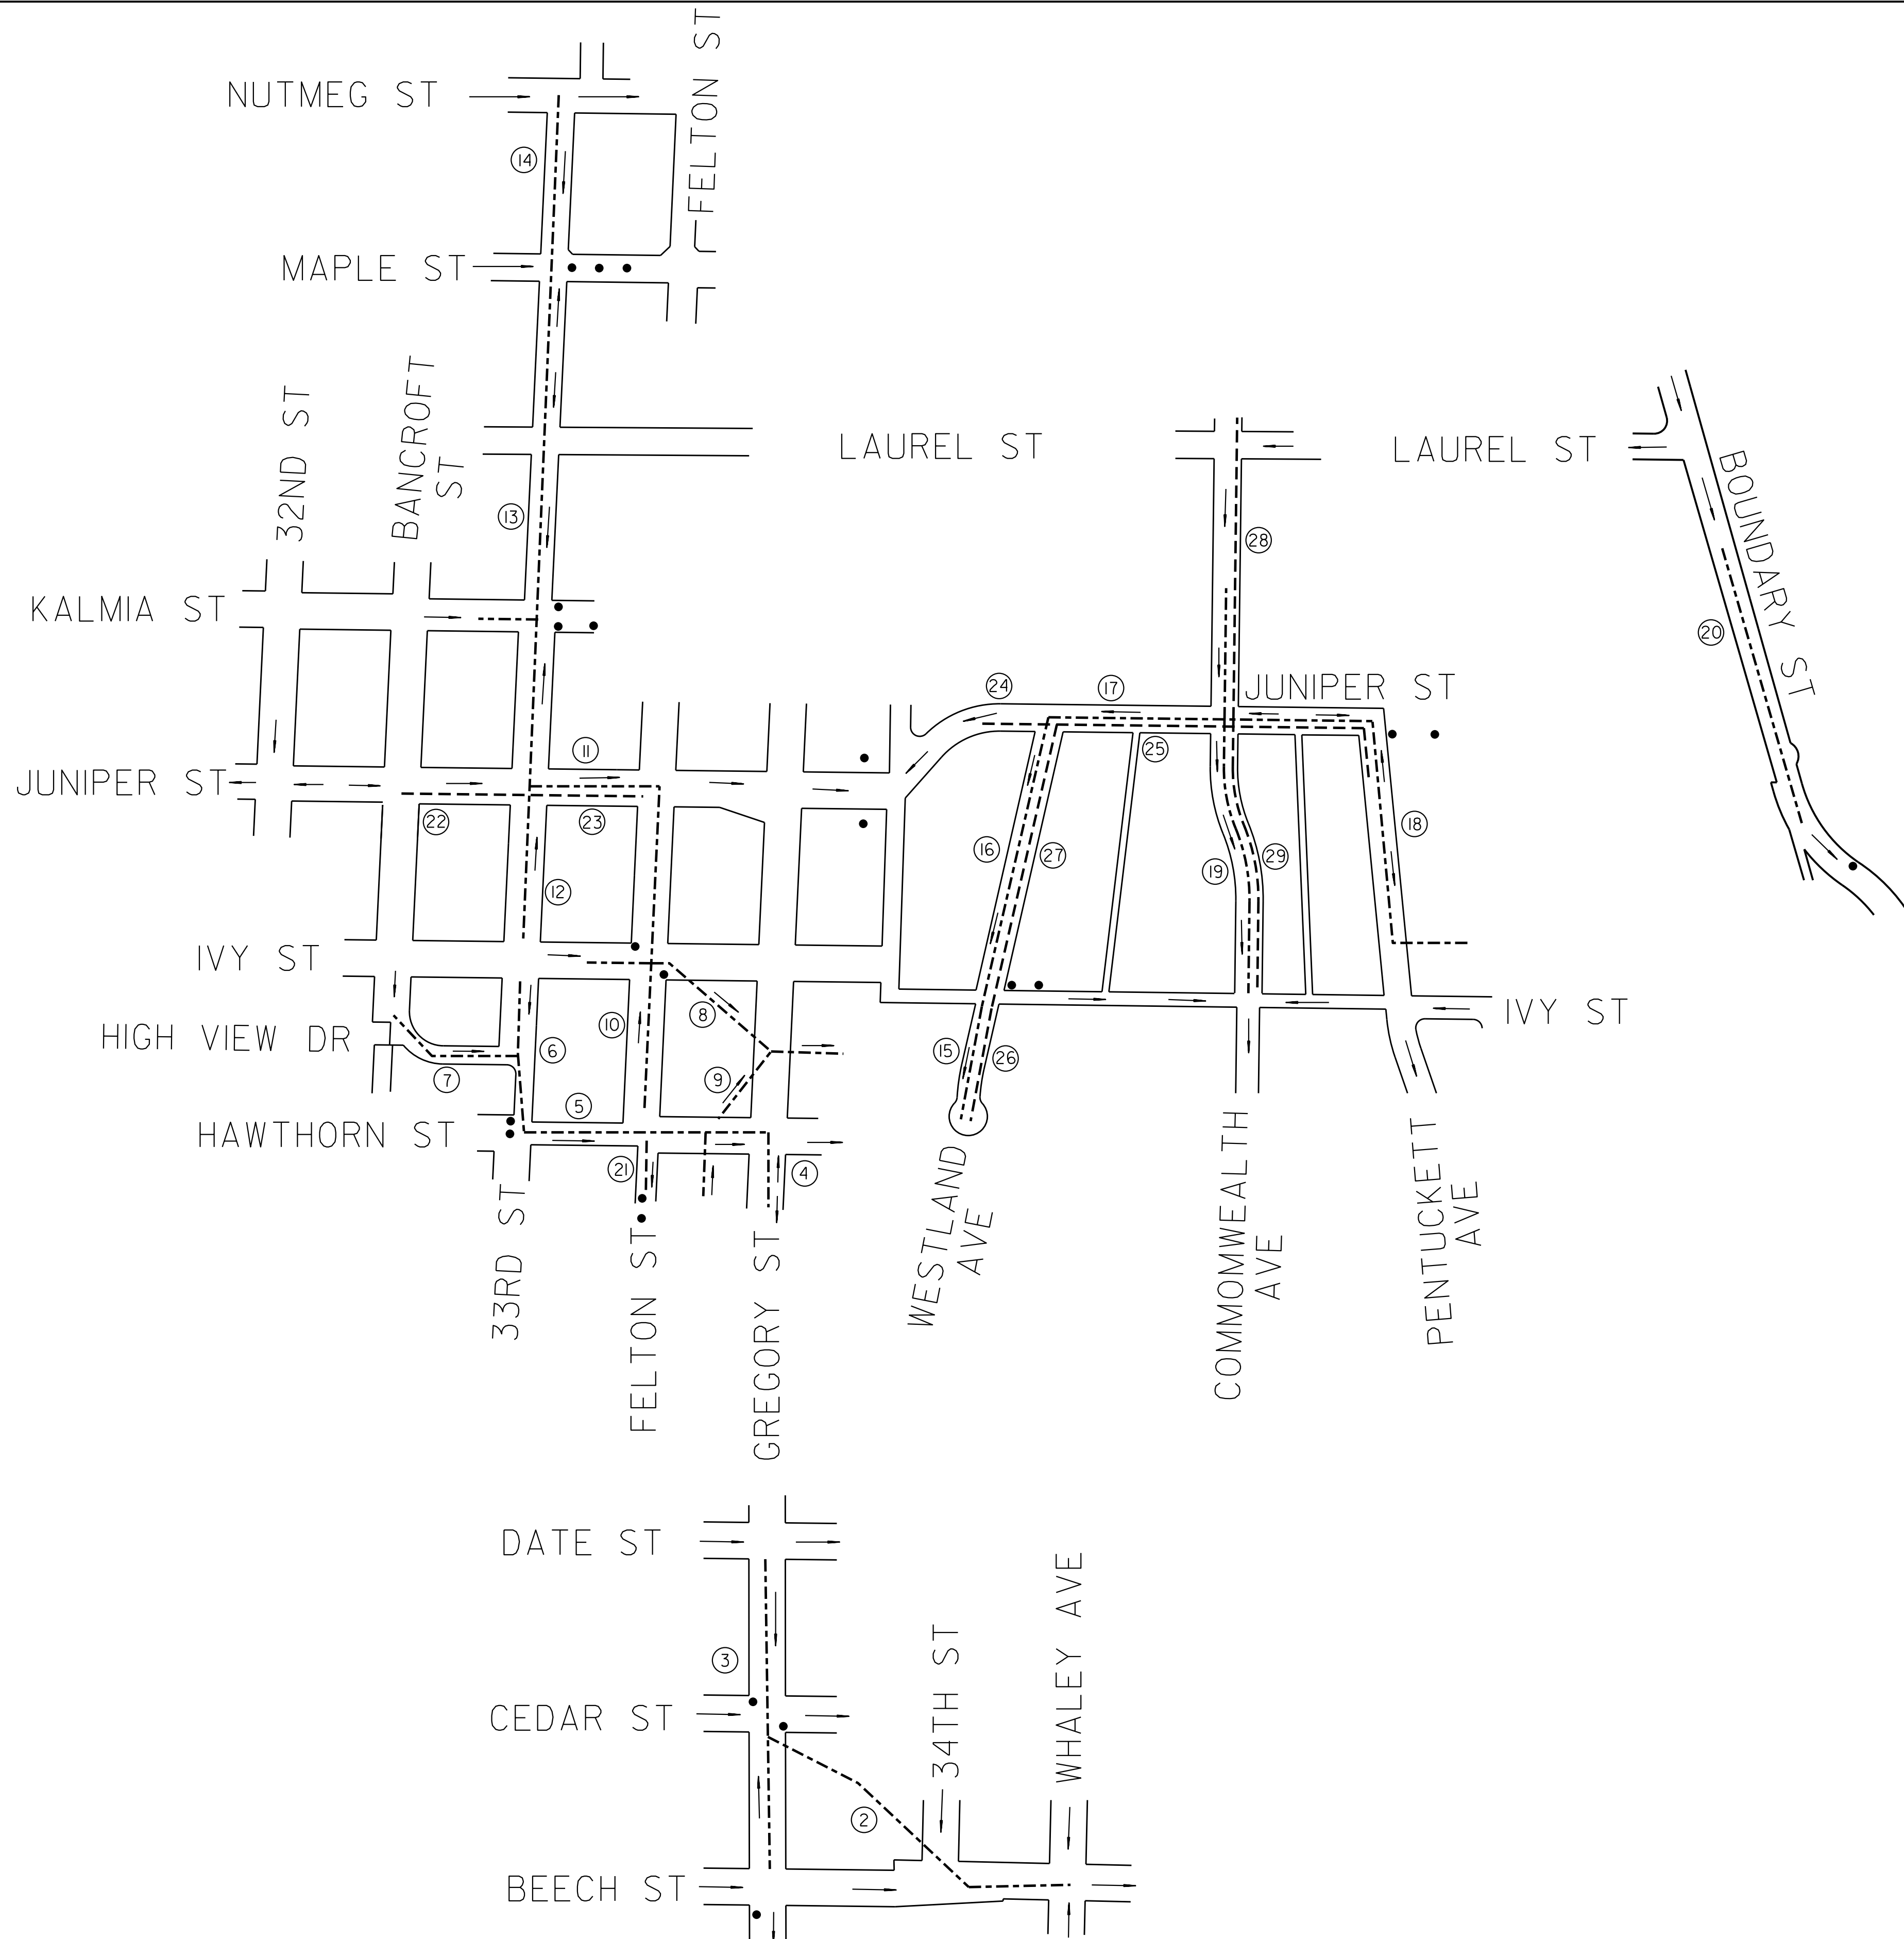 FELTON ST
NUTMEG ST
14
MAPLE ST
32ND ST
BANCROFT
ST
LAUREL ST
LAUREL ST
BOUNDARY ST
13
28
KALMIA ST
20
24
17
JUNIPER ST
11
JUNIPER ST
25
22
23
18
16
27
19
29
12
IVY ST
8
IVY ST
HIGH VIEW DR
10
6
15
26
7
9
5
HAWTHORN ST
21
4
33RD ST
FELTON ST
GREGORY ST
WESTLAND
AVE
COMMOMWEALTH
AVE
PENTUCKETT
AVE
DATE ST
3
34TH ST
WHALEY AVE
CEDAR ST
2
BEECH ST